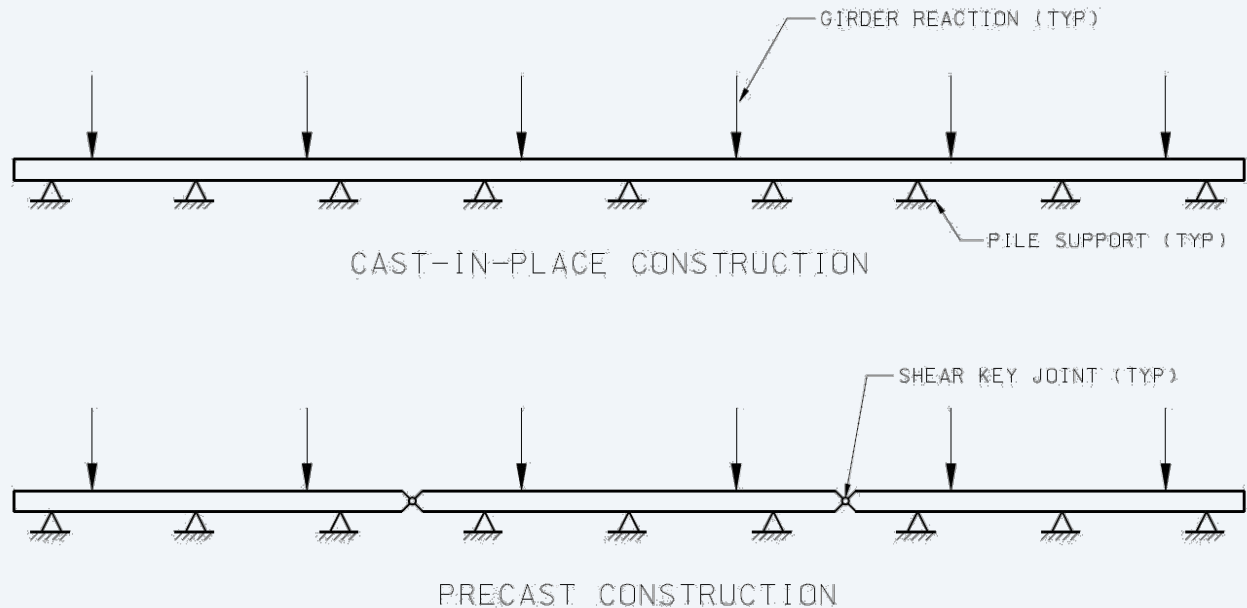 GIRDER REACTION (TYP)
PILE SUPPORT (TYP)
CAST-IN-PLACE CONSTRUCTION
SHEAR KEY JOINT (TYP)
PRECAST CONSTRUCTION